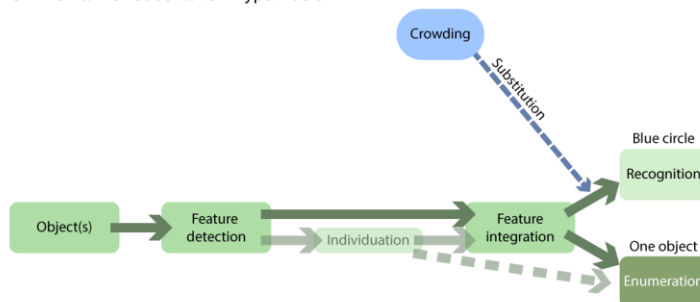 Crowding
Substitution
Blue circle
Recognition
Object(s)
Feature
detection
Individuation
Feature
integration
One object
Enumeration